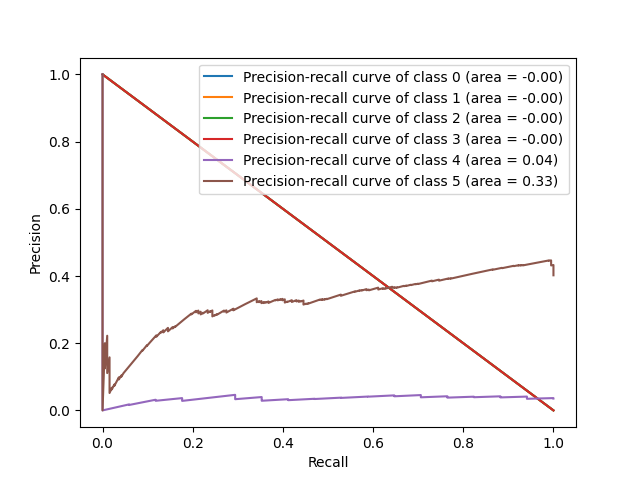 Precision-recall curve of class 0 (area = -0.00)
Precision-recall curve of class 1 (area = -0.00)
Precision-recall curve of class 2 (area = -0.00)
Precision-recall curve of class 3 (area = -0.00)
Precision-recall curve of class 4 (area = 0.04)
Precision-recall curve of class 5 (area = 0.33)
Precision
1.0
0.8
0.6
0.4
0.2
0.0
0.0 0.2 0.4 0.6 0.8 1.0
Recall